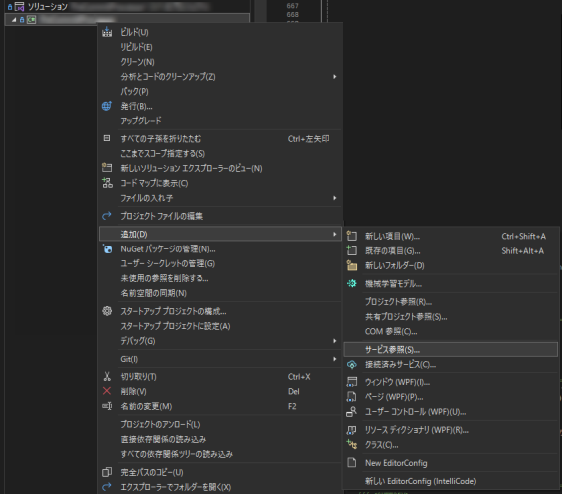 ソリューション
667
668
ビルド(U)
リビルド(E)
クリーン(N)
分析とコードのクリーンアップ(Z)
パック(P)
発行(B)...
アップグレード
すべての子孫を折りたたむ Ctrl+左矢印
ここまでスコープ指定する(S)
新しいソリューション エクスプローラーのビュー(N)
コード マップに表示(C)
ファイルの入れ子
プロジェクト ファイルの編集
追加(D)
NuGet パッケージの管理(N)...
ユーザー シークレットの管理(G)
未使用の参照を削除する...
名前空間の同期(N)
スタートアップ プロジェクトの構成...
スタートアップ プロジェクトに設定(A)
デバッグ(G)
Git(I)
切り取り(T) Ctrl+X
削除(V) Del
名前の変更(M) F2
プロジェクトのアンロード(L)
直接依存関係の読み込み
すべての依存関係ツリーの読み込み
完全パスのコピー(U)
エクスプローラーでフォルダーを開く(X)
新しい項目(W)... Ctrl+Shift+A
既存の項目(G)... Shift+Alt+A
新しいフォルダー(D)
機械学習モデル...
プロジェクト参照(R)...
共有プロジェクト参照(S)...
COM 参照(C)...
サービス参照(S)...
接続済みサービス(C)...
ウィンドウ (WPF)(I)...
ページ (WPF)(P)...
ユーザー コントロール (WPF)(U)...
リソース ディクショナリ (WPF)(R)...
クラス(C)...
New EditorConfig
新しい EditorConfig (IntelliCode)